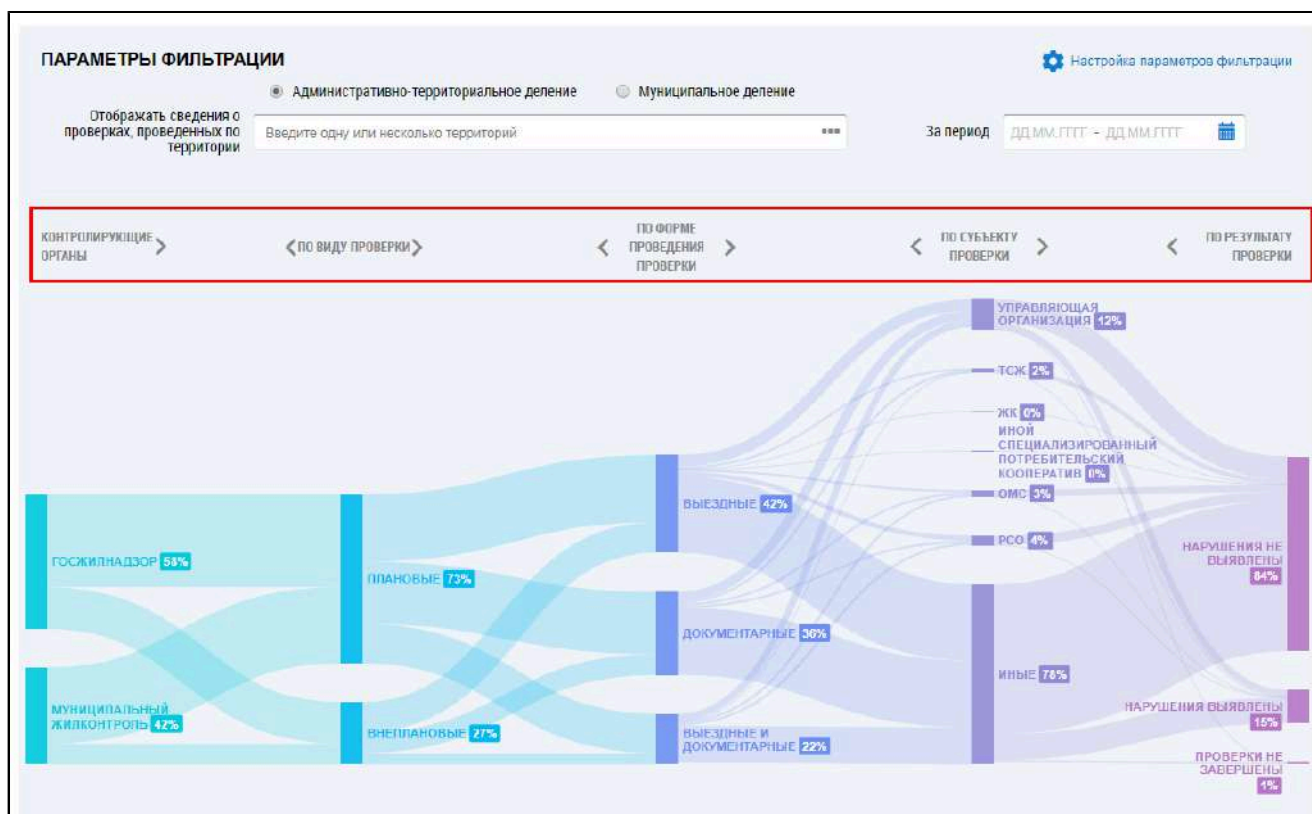 ПАРАМЕТРЫ ФИЛЬТРАЦИИ
Настройка параметров фильтрации
Административно-территориальное деление
Муниципальное деление
Отображать сведения о
проверках, проведенных по
территории
Введите одну или несколько территорий
За период
ДД.ММ.ГГГГ - ДД.ММ.ГГГГ
КОНТРОЛИРУЮЩИЕ
ОРГАНЫ
ПО ВИДУ ПРОВЕРКИ
ПО ФОРМЕ
ПРОВЕДЕНИЯ
ПРОВЕРКИ
ПО СУБЪЕКТУ
ПРОВЕРКИ
ПО РЕЗУЛЬТАТУ
ПРОВЕРКИ
УПРАВЛЯЮЩАЯ
ОРГАНИЗАЦИЯ 12%
ТСЖ 2%
ЖК 0%
ИНОЙ
СПЕЦИАЛИЗИРОВАННЫЙ
ПОТРЕБИТЕЛЬСКИЙ
КООПЕРАТИВ 0%
ОМС 3%
РСО 4%
ВЫЕЗДНЫЕ 42%
НАРУШЕНИЯ НЕ
ВЫЯВЛЕНЫ
84%
ГОСЖИЛНАДЗОР 58%
ПЛАНОВЫЕ 73%
ДОКУМЕНТАРНЫЕ 36%
ИНЫЕ 78%
МУНИЦИПАЛЬНЫЙ
ЖИЛКОНТРОЛЬ 42%
ВНЕПЛАНОВЫЕ 27%
ВЫЕЗДНЫЕ И
ДОКУМЕНТАРНЫЕ 22%
НАРУШЕНИЯ ВЫЯВЛЕНЫ
15%
ПРОВЕРКИ НЕ
ЗАВЕРШЕНЫ
1%